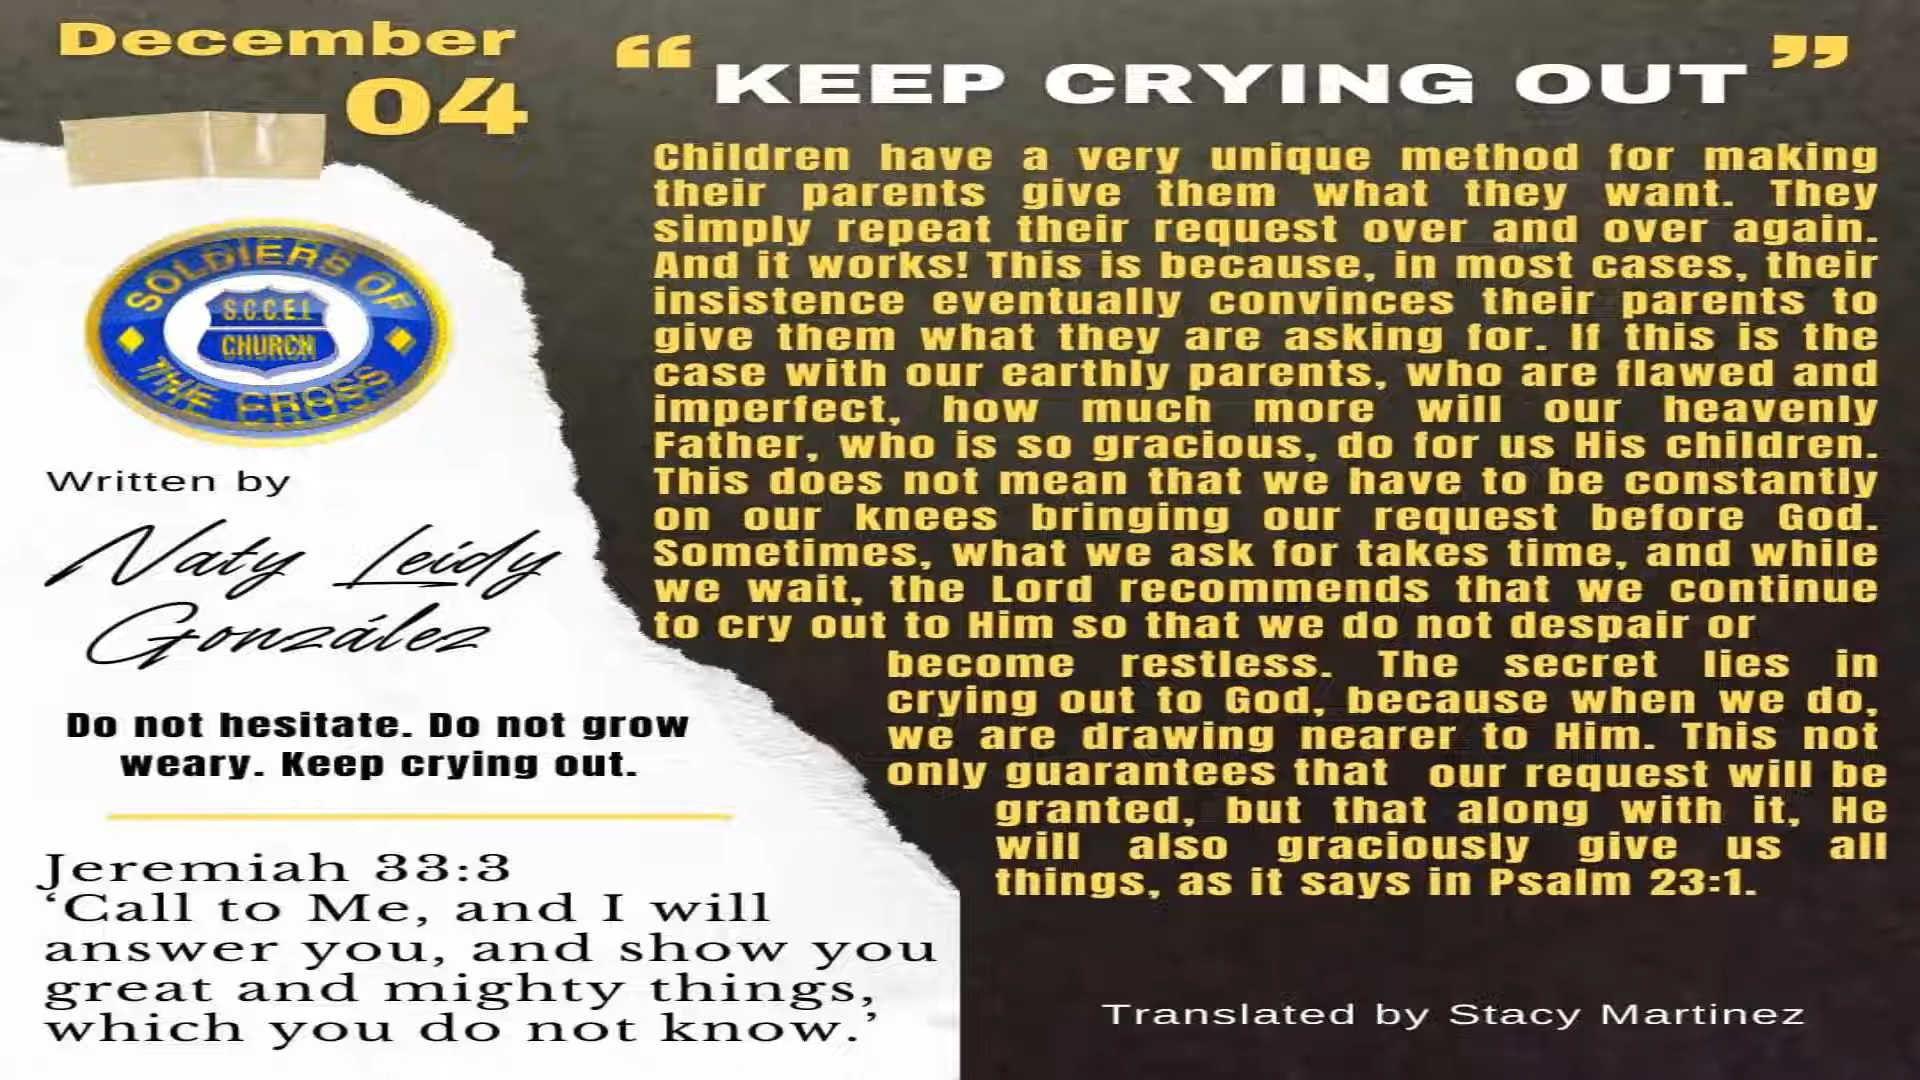 December
04
“KEEP CRYING OUT”
SOLDIERS OF
S.C.C.E.I.
CHURCH
THE CROSS
Written by
Naty Leidy
González
Do not hesitate. Do not grow
weary. Keep crying out.
Jeremiah 33:3
‘Call to Me, and I will
answer you, and show you
great and mighty things,
which you do not know.’
Children have a very unique method for making
their parents give them what they want. They
simply repeat their request over and over again.
And it works! This is because, in most cases, their
insistence eventually convinces their parents to
give them what they are asking for. If this is the
case with our earthly parents, who are flawed and
imperfect, how much more will our heavenly
Father, who is so gracious, do for us His children.
This does not mean that we have to be constantly
on our knees bringing our request before God.
Sometimes, what we ask for takes time, and while
we wait, the Lord recommends that we continue
to cry out to Him so that we do not despair or
become restless. The secret lies in
crying out to God, because when we do,
we are drawing nearer to Him. This not
only guarantees that our request will be
granted, but that along with it, He
will also graciously give us all
things, as it says in Psalm 23:1.
Translated by Stacy Martinez